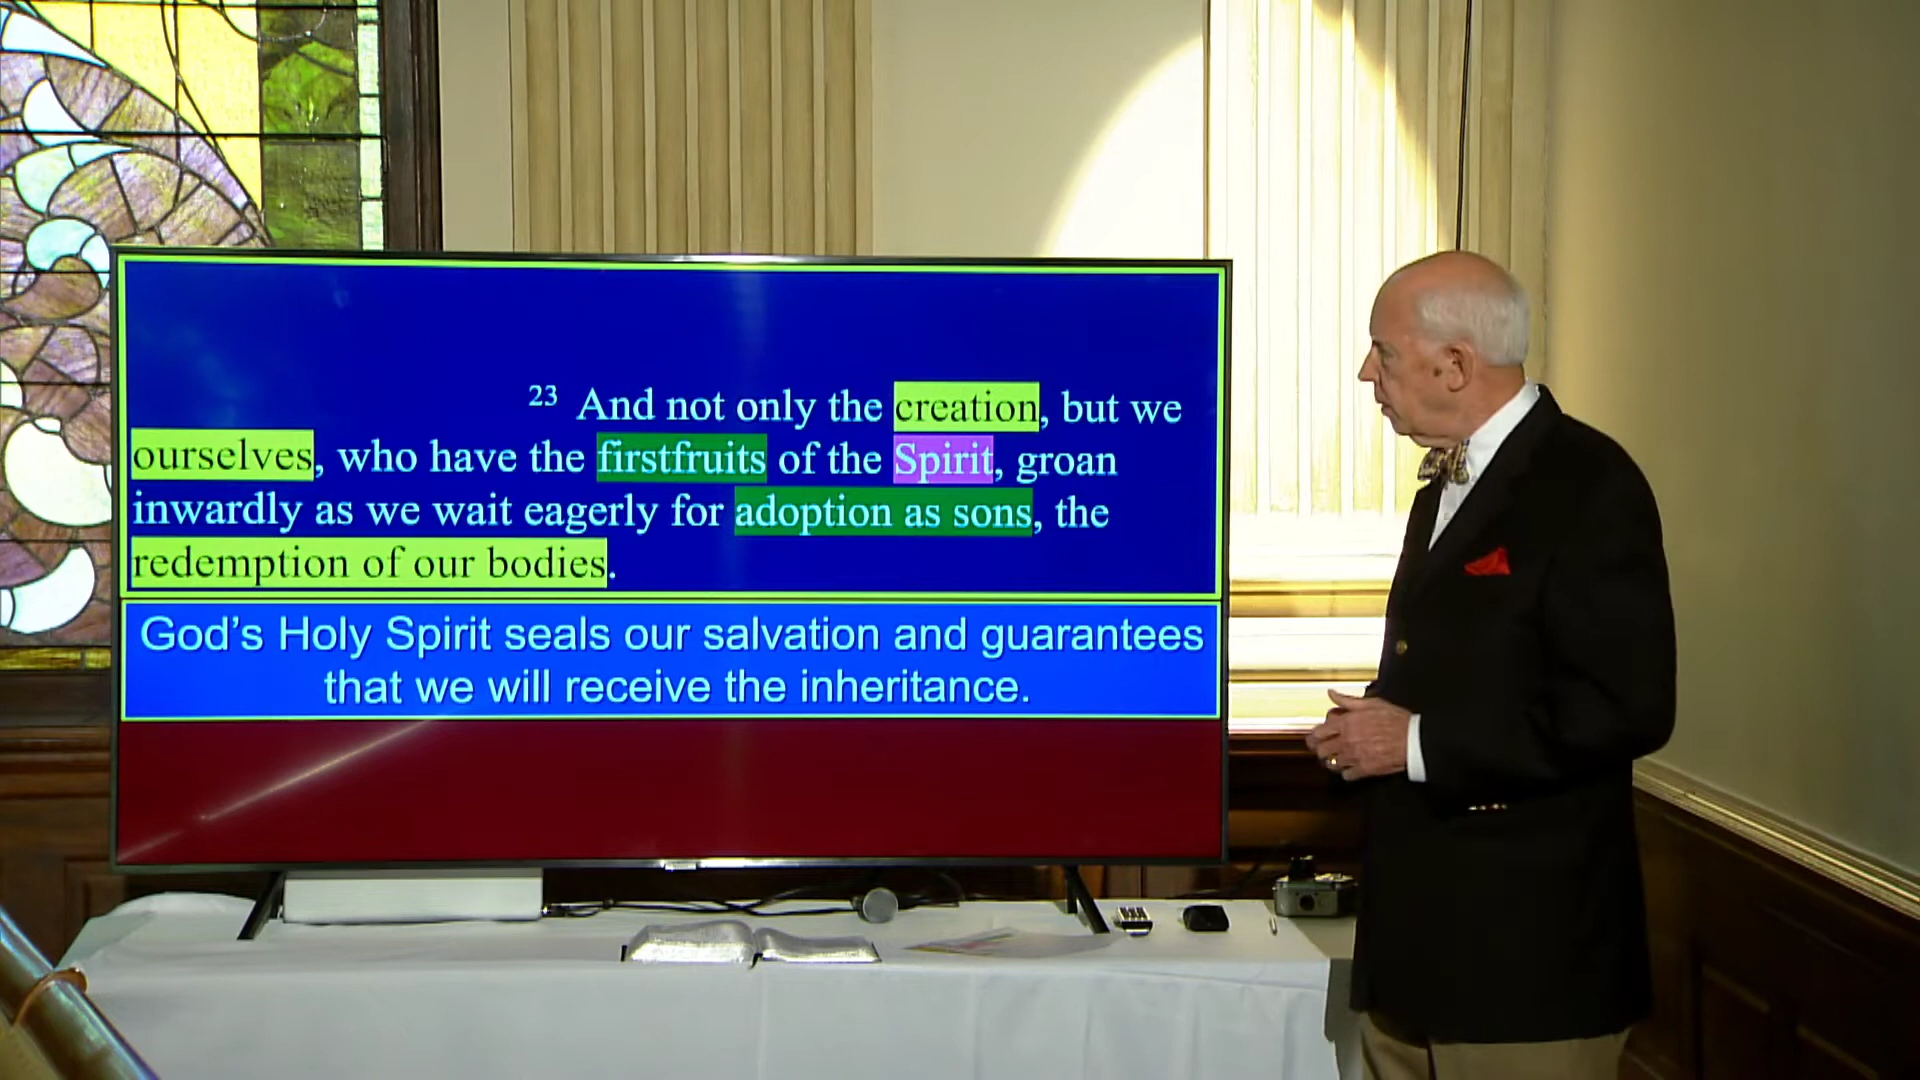 23 And not only the creation, but we
ourselves, who have the firstfruits of the Spirit, groan
inwardly as we wait eagerly for adoption as sons, the
redemption of our bodies.
God’s Holy Spirit seals our salvation and guarantees
that we will receive the inheritance.